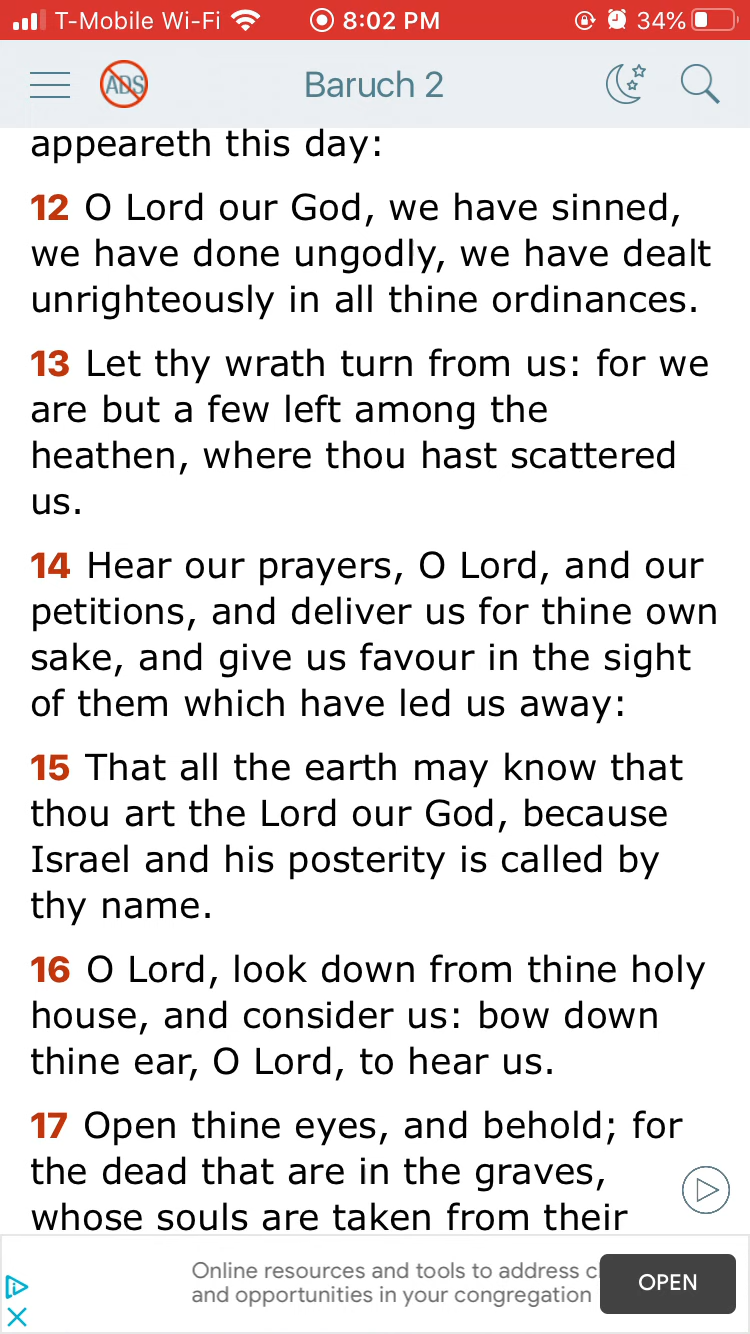 T-Mobile Wi-Fi 8:02 PM 34%
ADS Baruch 2
appeareth this day:
12 O Lord our God, we have sinned,
we have done ungodly, we have dealt
unrighteously in all thine ordinances.
13 Let thy wrath turn from us: for we
are but a few left among the
heathen, where thou hast scattered
us.
14 Hear our prayers, O Lord, and our
petitions, and deliver us for thine own
sake, and give us favour in the sight
of them which have led us away:
15 That all the earth may know that
thou art the Lord our God, because
Israel and his posterity is called by
thy name.
16 O Lord, look down from thine holy
house, and consider us: bow down
thine ear, O Lord, to hear us.
17 Open thine eyes, and behold; for
the dead that are in the graves,
whose souls are taken from their
Online resources and tools to address c
and opportunities in your congregation
OPEN